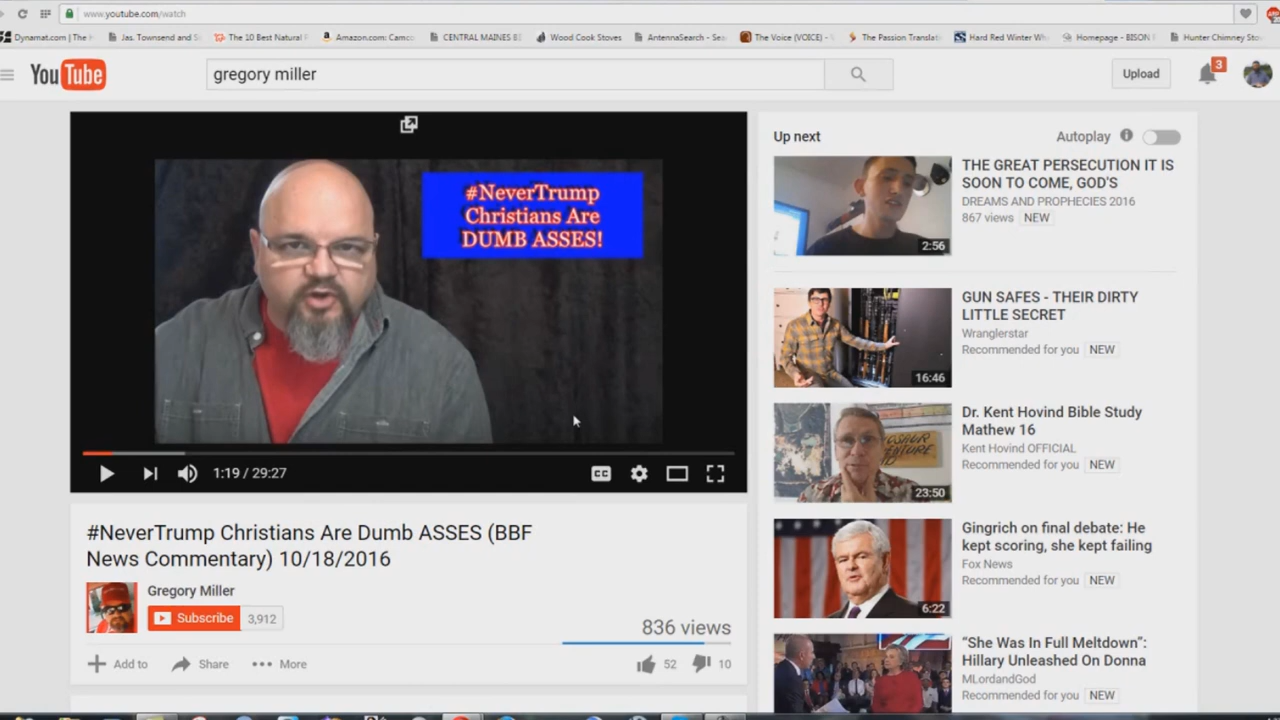 www.youtube.com/watch
Dynamat.com | The
Jas. Townsend and S
The 10 Best Natural
Amazon.com: Camco
CENTRAL MAINES
Wood Cook Stoves
AntennaSearch - Sea
The Voice (VOICE) -
The Passion Translati
Hard Red Winter Wh
Homepage - BISON
Hunter Chimney Sto
YouTube
gregory miller
Upload
3
#NeverTrump
Christians Are
DUMB ASSES!
1:19 / 29:27
CC
#NeverTrump Christians Are Dumb ASSES (BBF
News Commentary) 10/18/2016
Gregory Miller
Subscribe 3,912
836 views
Add to
Share
More
52
10
Up next
Autoplay
THE GREAT PERSECUTION IT IS
SOON TO COME, GOD'S
DREAMS AND PROPHECIES 2016
867 views NEW
2:56
GUN SAFES - THEIR DIRTY
LITTLE SECRET
Wranglerstar
Recommended for you NEW
16:46
Dr. Kent Hovind Bible Study
Mathew 16
Kent Hovind OFFICIAL
Recommended for you NEW
23:50
Gingrich on final debate: He
kept scoring, she kept failing
Fox News
Recommended for you NEW
6:22
“She Was In Full Meltdown”:
Hillary Unleashed On Donna
MLordandGod
Recommended for you NEW